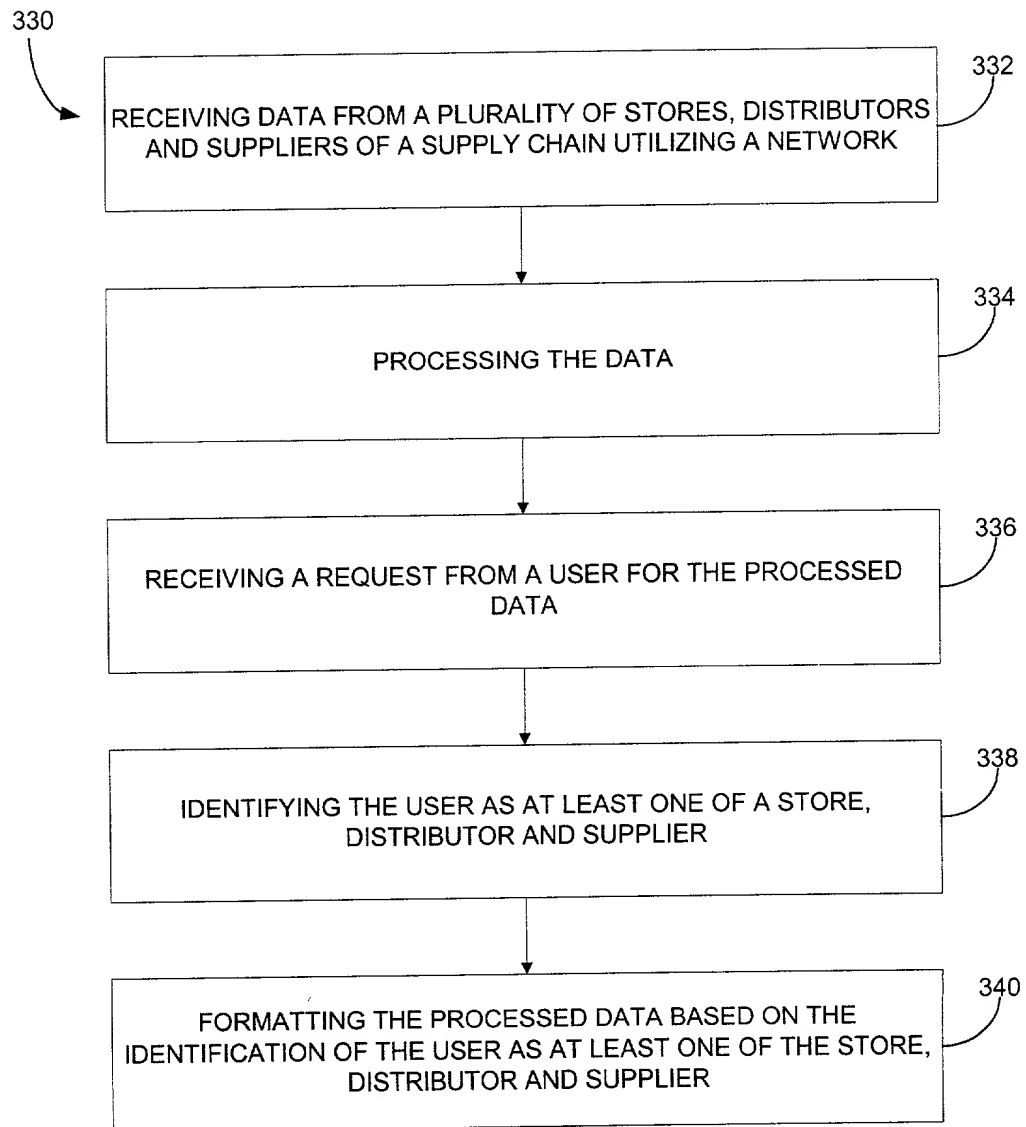 330
332
RECEIVING DATA FROM A PLURALITY OF STORES, DISTRIBUTORS
AND SUPPLIERS OF A SUPPLY CHAIN UTILIZING A NETWORK
334
PROCESSING THE DATA
336
RECEIVING A REQUEST FROM A USER FOR THE PROCESSED
DATA
338
IDENTIFYING THE USER AS AT LEAST ONE OF A STORE,
DISTRIBUTOR AND SUPPLIER
340
FORMATTING THE PROCESSED DATA BASED ON THE
IDENTIFICATION OF THE USER AS AT LEAST ONE OF THE STORE,
DISTRIBUTOR AND SUPPLIER